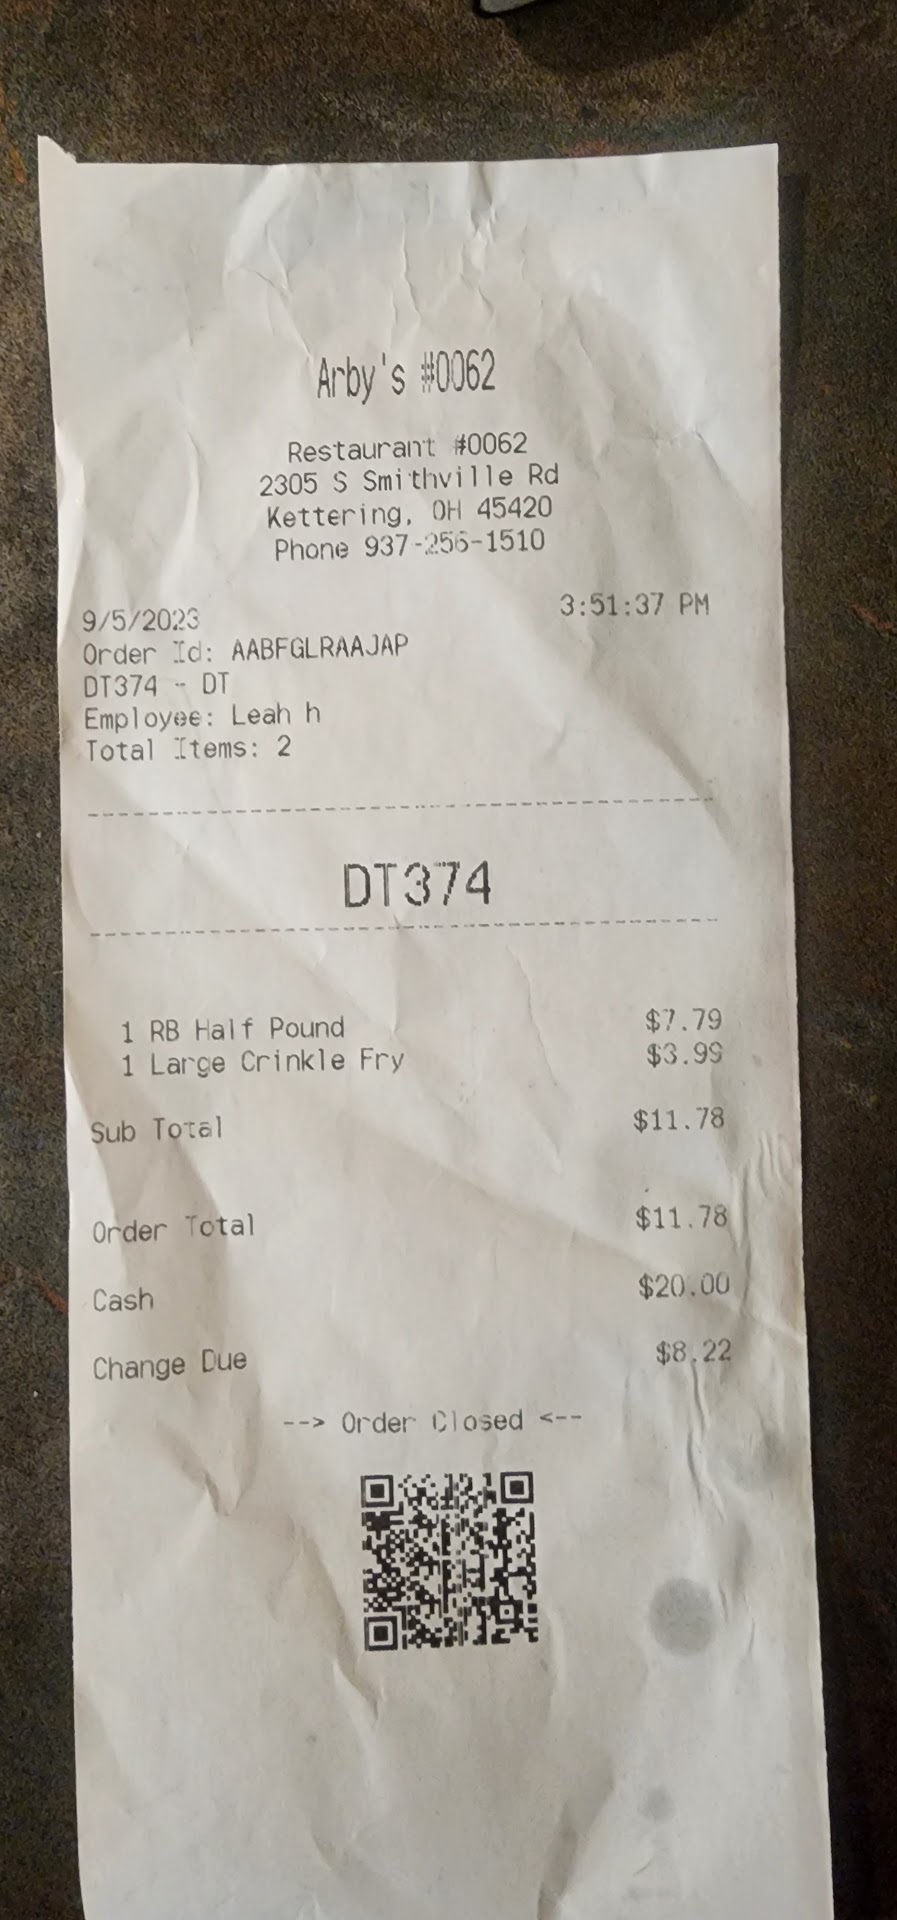 Arby's #0062
Restaurant #0062
2305 S Smithville Rd
Kettering, OH 45420
Phone 937-256-1510
9/5/2023 3:51:37 PM
Order Id: AABFGLRAAJAP
DT374 - DT
Employee: Leah h
Total Items: 2
DT374
1 RB Half Pound $7.79
1 Large Crinkle Fry $3.99
Sub Total $11.78
Order Total $11.78
Cash $20.00
Change Due $8.22
--> Order Closed <--